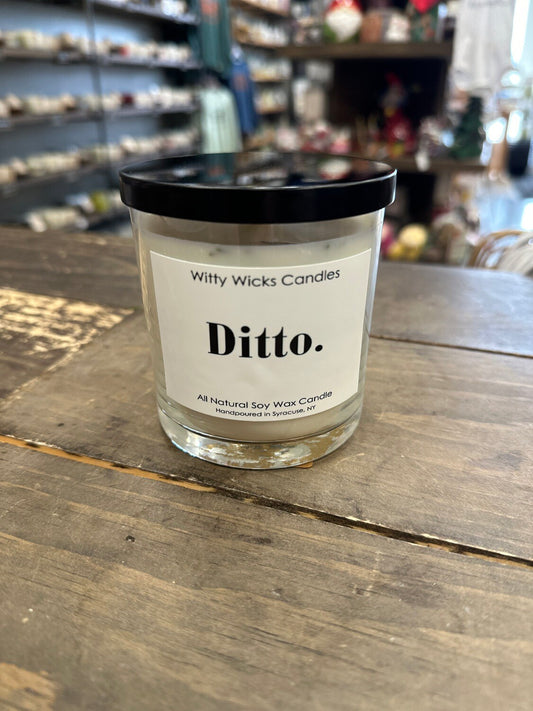 Witty Wicks Candles
Ditto.
All Natural Soy Wax Candle
Handpoured in Syracuse, NY